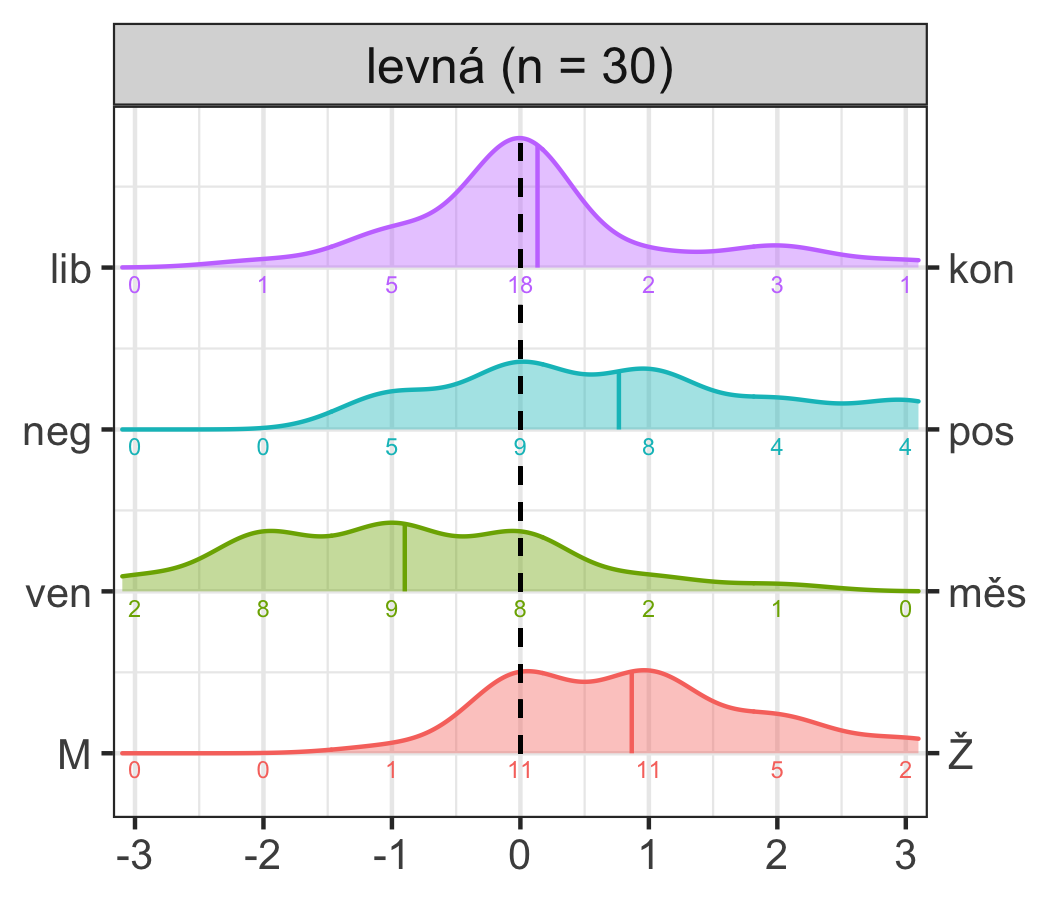 levná (n = 30)
lib kon
0 1 5 18 2 3 1
neg pos
0 0 5 9 8 4 4
ven měs
2 8 9 8 2 1 0
M Ž
0 0 1 11 11 5 2
-3 -2 -1 0 1 2 3